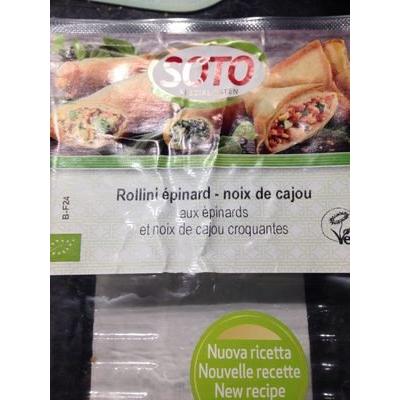 SOTO
B-F24
Rollini épinard - noix de cajou
aux épinards
et noix de cajou croquantes
Nuova ricetta
Nouvelle recette
New recipe